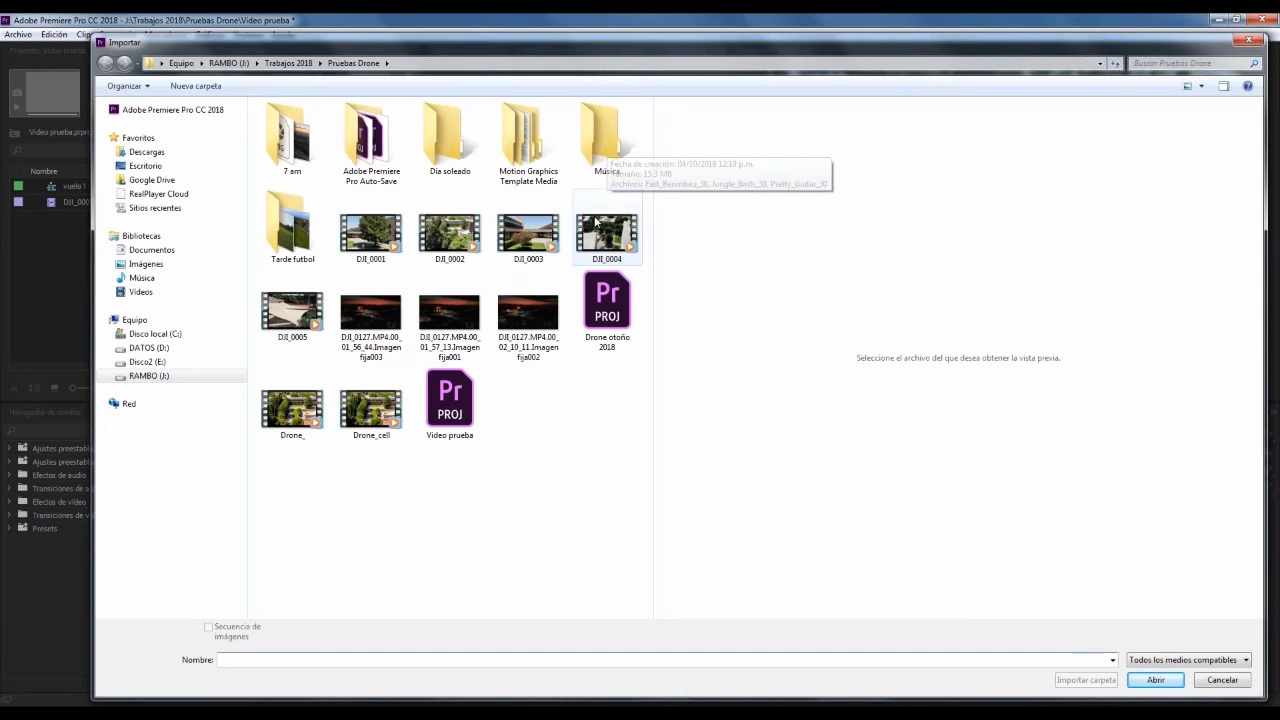 Adobe Premiere Pro CC 2018 - J:\Trabajos 2018\Pruebas Drone\Video prueba *
Archivo Edición Clip
Importar
Equipo RAMBO (J:) Trabajos 2018 Pruebas Drone
Buscar Pruebas Drone
Organizar Nueva carpeta
Video prueba.prproj
Nombre
vuelo 1
DJI_000
Navegador de medios
Ajustes preestabl
Ajustes preestabl
Efectos de audio
Transiciones de a
Efectos de vídeo
Transiciones de v
Presets
Adobe Premiere Pro CC 2018
Favoritos
Descargas
Escritorio
Google Drive
RealPlayer Cloud
Sitios recientes
Bibliotecas
Documentos
Imágenes
Música
Vídeos
Equipo
Disco local (C:)
DATOS (D:)
Disco2 (E:)
RAMBO (J:)
Red
7 am
Adobe Premiere
Pro Auto-Save
Día soleado
Motion Graphics
Template Media
Música
Fecha de creación: 04/10/2018 12:19 p.m.
Tamaño: 15.3 MB
Archivos: Fast_Berimbau_30, Jungle_Birds_30, Pretty_Guitar_30
Tarde futbol
DJI_0001
DJI_0002
DJI_0003
DJI_0004
DJI_0005
DJI_0127.MP4.00_
01_56_44.Imagen
fija003
DJI_0127.MP4.00_
01_57_13.Imagen
fija001
DJI_0127.MP4.00_
02_10_11.Imagen
fija002
Pr
PROJ
Drone otoño
2018
Drone_
Drone_cell
Pr
PROJ
Video prueba
Seleccione el archivo del que desea obtener la vista previa.
Secuencia de
imágenes
Nombre:
Todos los medios compatibles
Importar carpeta
Abrir
Cancelar